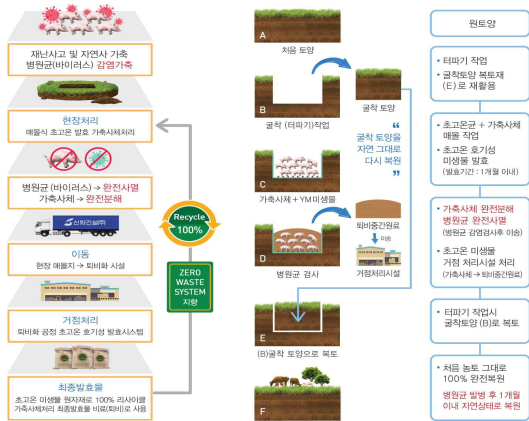 재난사고 및 자연사 가축
병원균(바이러스) 감염가축
현장처리
매몰식 초고온 발효 가축사체처리
병원균 (바이러스) → 완전사멸
가축사체 → 완전분해
신화건설(주)
이동
현장 매몰지 → 퇴비화 시설
거점처리
퇴비화 공정 초고온 호기성 발효시스템
최종발효물
초고온 미생물 원자재로 100% 리사이클
가축사체처리 최종발효물 비료(퇴비)로 사용
Recycle
100%
ZERO
WASTE
SYSTEM
지향
A
처음 토양
B
굴착 (터파기)작업
굴착 토양
“
굴착 토양을
자연 그대로
다시 복원
”
C
가축사체 + YM미생물
D
병원균 검사
퇴비중간원료
이송
거점처리시설
E
(B)굴착 토양으로 복토
F
원토양
• 터파기 작업
• 굴착토양 복토재
(E)로 재활용
• 초고온균 + 가축사체
매몰 작업
• 초고온 호기성
미생물 발효
(발효기간 : 1개월 이내)
• 가축사체 완전분해
병원균 완전사멸
(병원균 감염검사후 이송)
• 초고온 미생물
거점 처리시설 처리
(가축사체 → 퇴비중간원료)
• 터파기 작업시
굴착토양(B)로 복토
• 처음 농토 그대로
100% 완전복원
병원균 발병 후 1개월
이내 자연상태로 복원